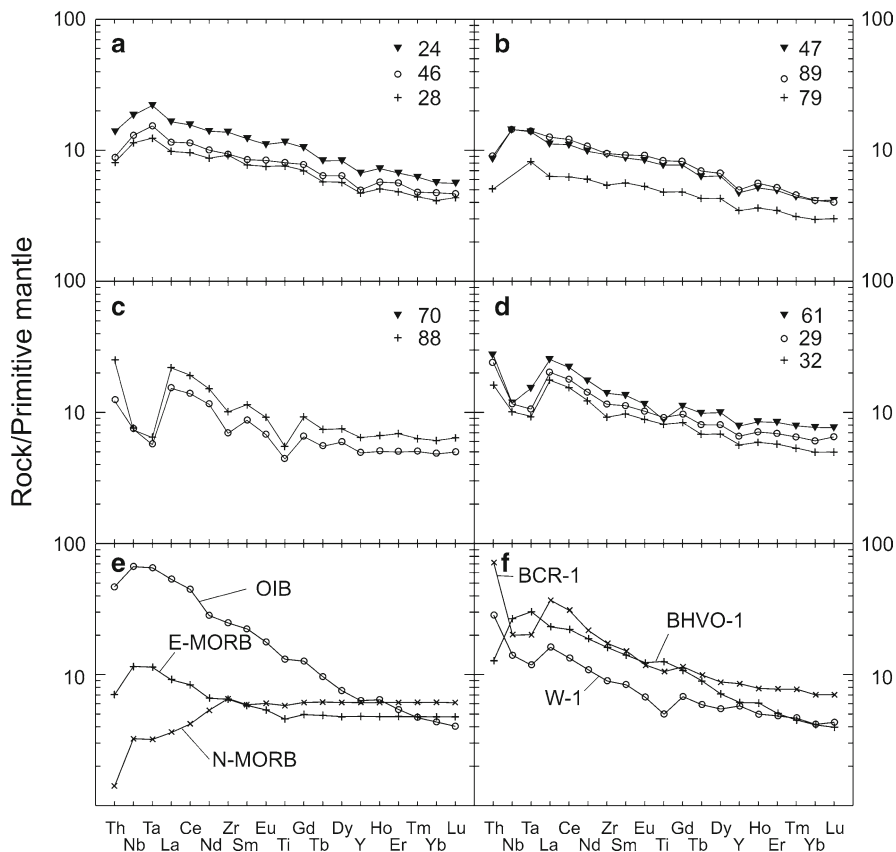 100
100
a
24
46
28
b
47
89
79
10
10
100
100
c
70
88
d
61
29
32
Rock/Primitive mantle
10
10
100
100
e
OIB
E-MORB
N-MORB
f
BCR-1
BHVO-1
W-1
10
10
Th Ta Ce Zr Eu Gd Dy Ho Tm Lu Th Ta Ce Zr Eu Gd Dy Ho Tm Lu
Nb La Nd Sm Ti Tb Y Er Yb Nb La Nd Sm Ti Tb Y Er Yb